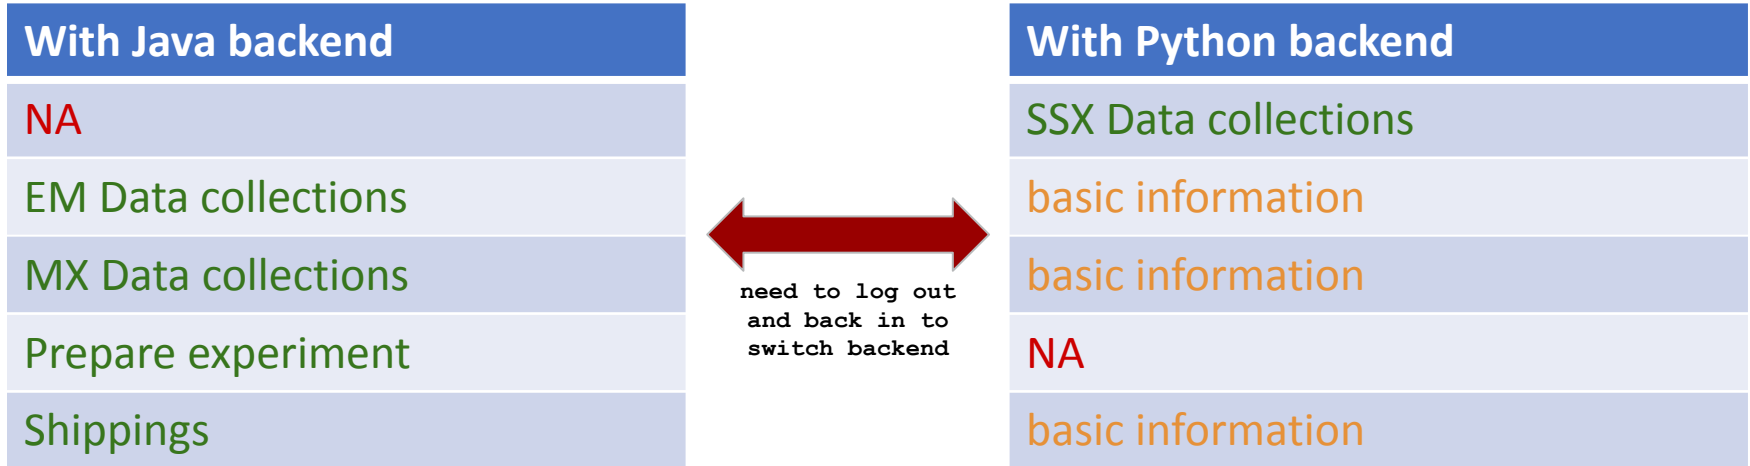 With Java backend
NA
EM Data collections
MX Data collections
Prepare experiment
Shippings
need to log out
and back in to
switch backend
With Python backend
SSX Data collections
basic information
basic information
NA
basic information